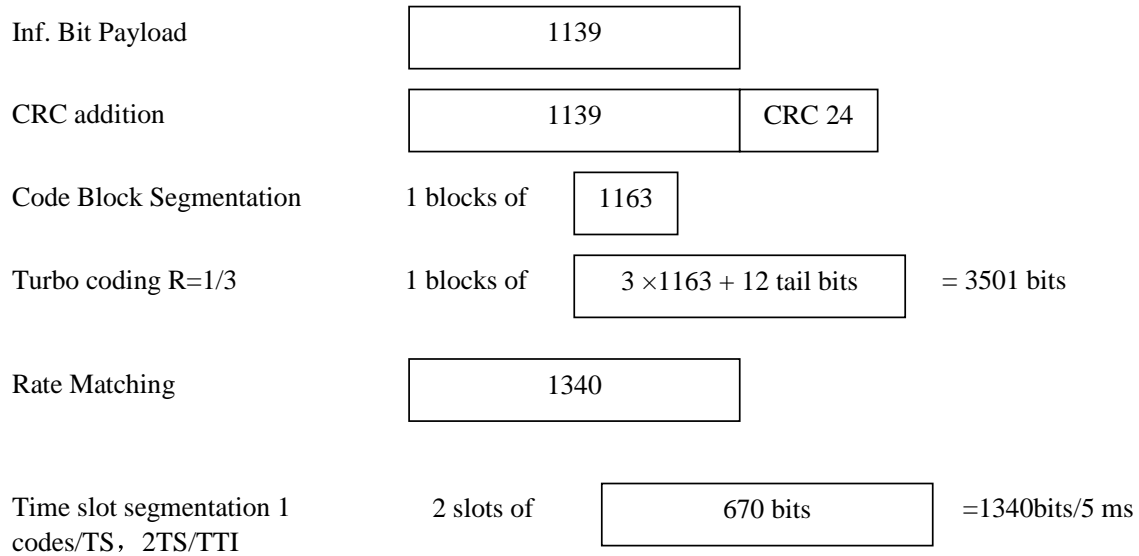 Inf. Bit Payload 1139
CRC addition 1139 CRC 24
Code Block Segmentation 1 blocks of 1163
Turbo coding R=1/3 1 blocks of 3 ×1163 + 12 tail bits = 3501 bits
Rate Matching 1340
Time slot segmentation 1 2 slots of 670 bits =1340bits/5 ms
codes/TS，2TS/TTI